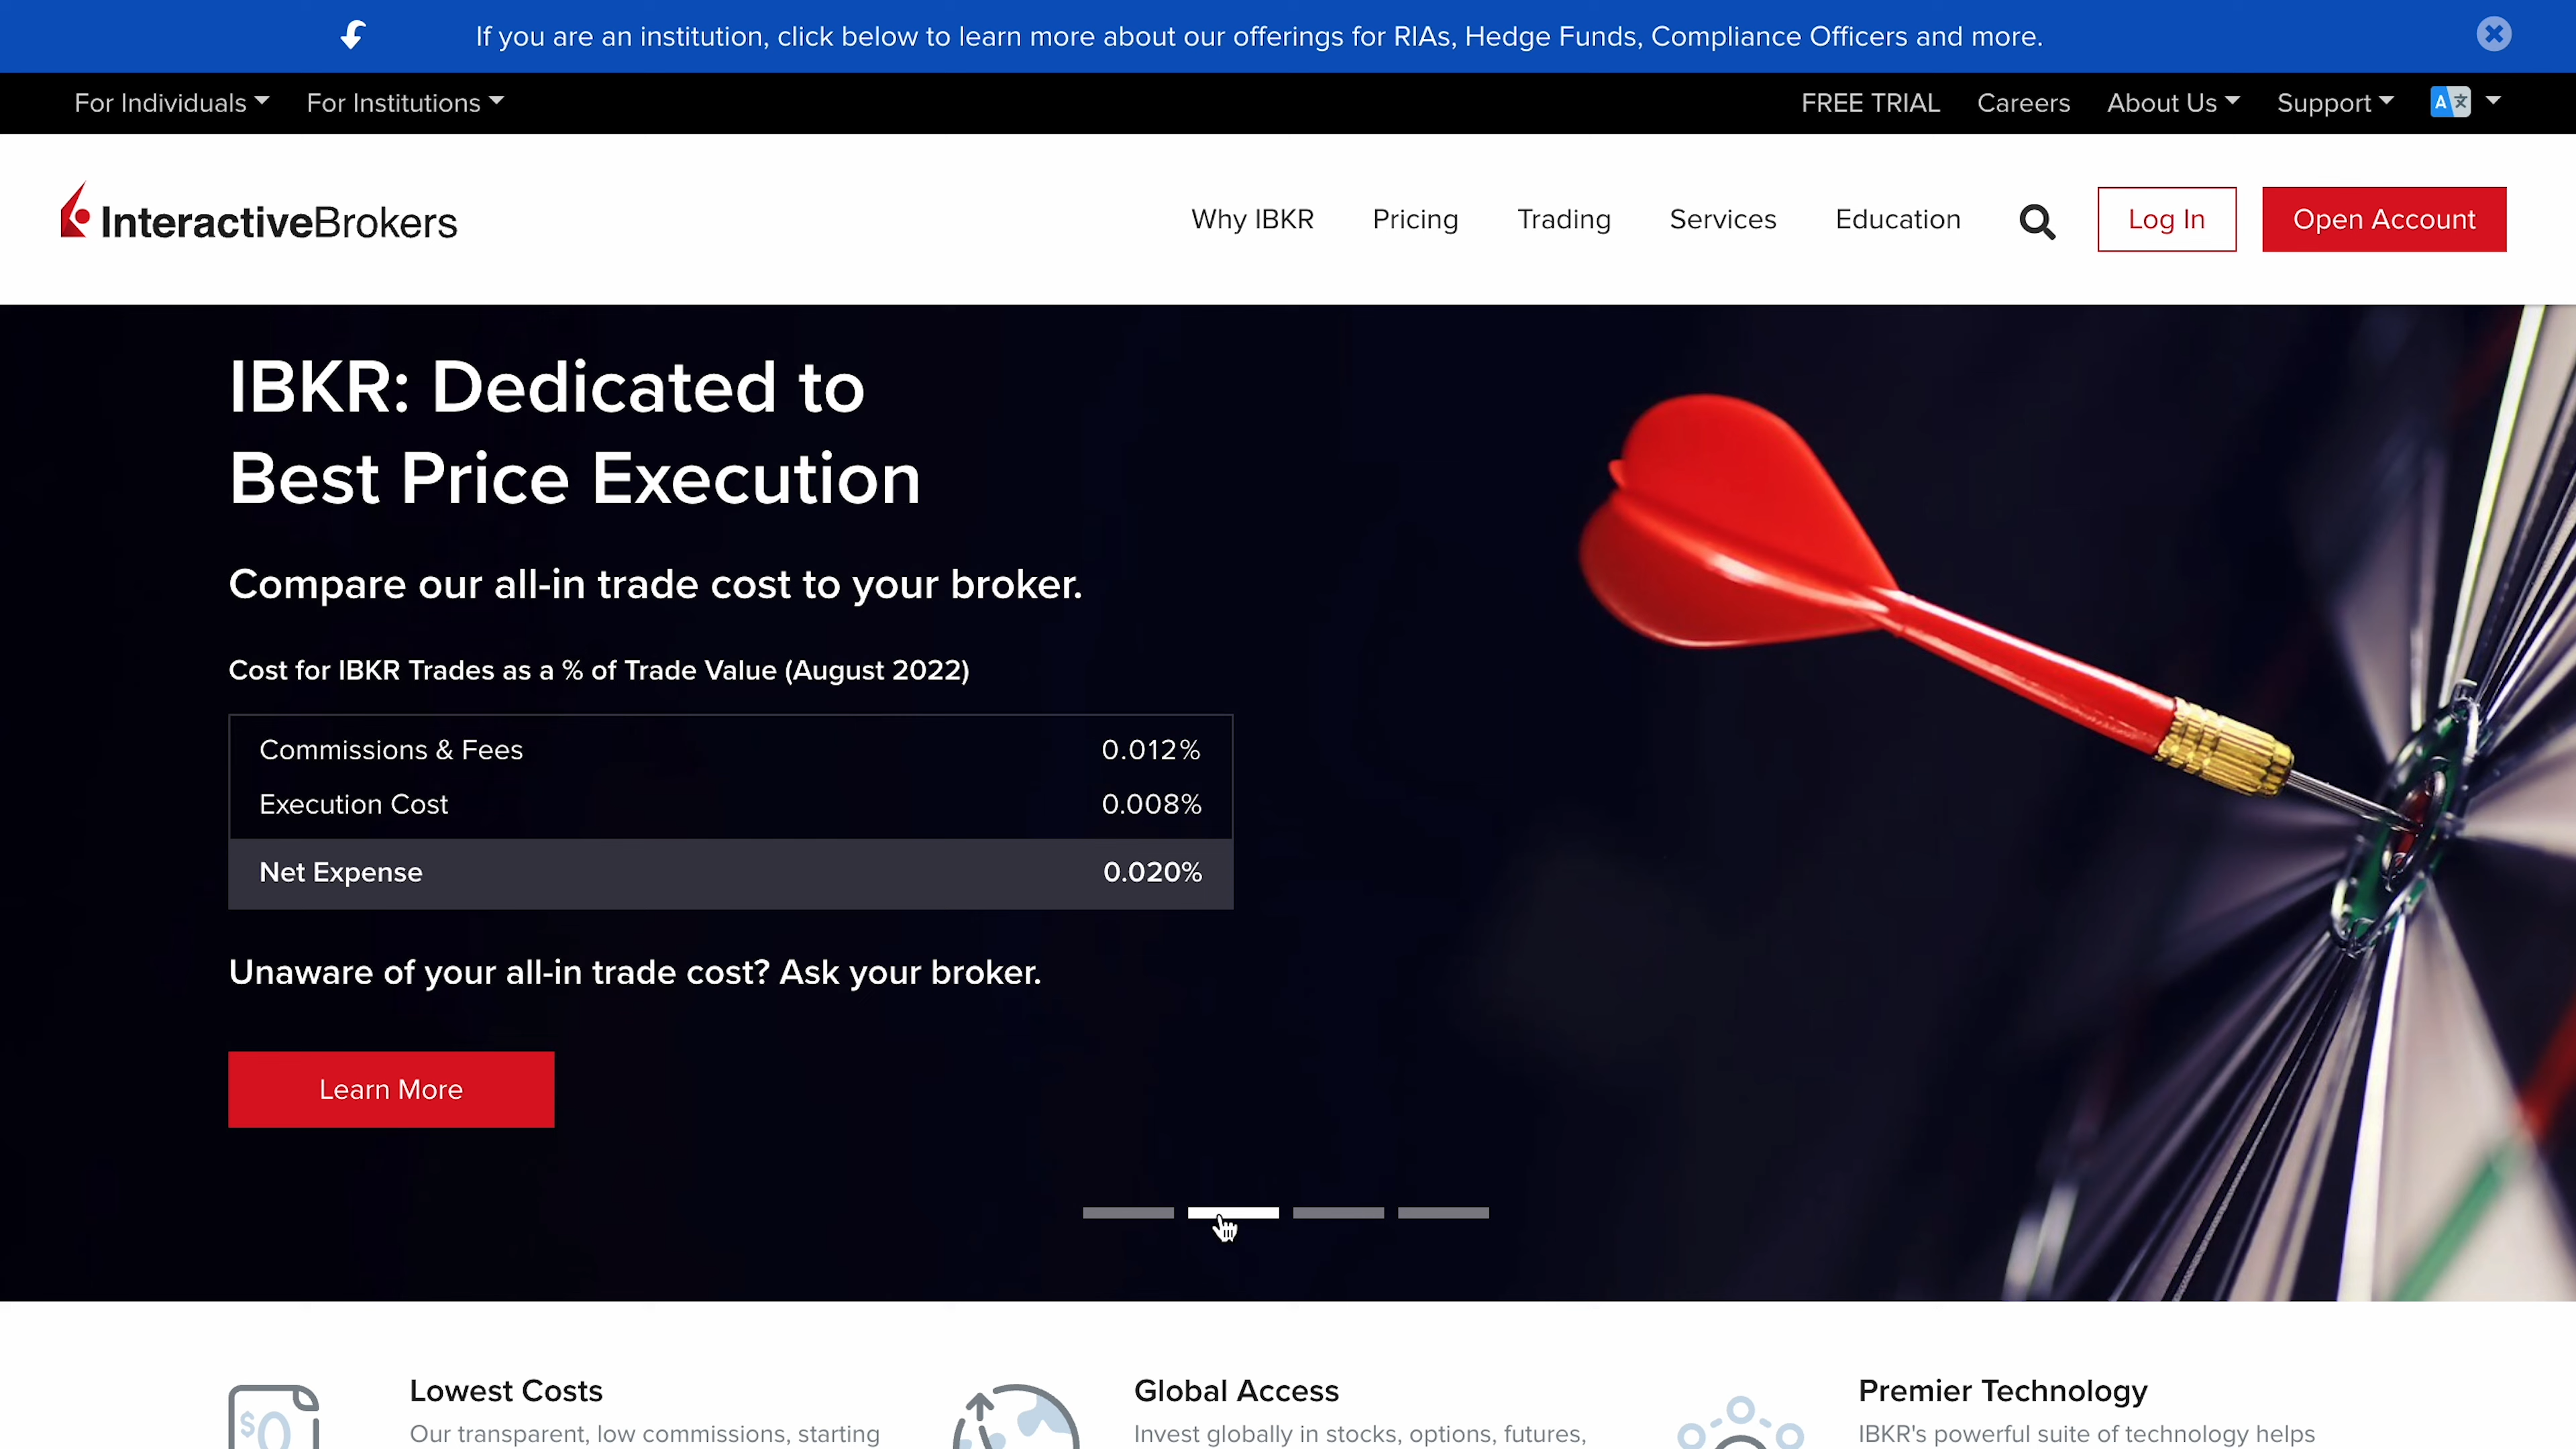 If you are an institution, click below to learn more about our offerings for RIAs, Hedge Funds, Compliance Officers and more.
For Individuals For Institutions FREE TRIAL Careers About Us Support A
InteractiveBrokers Why IBKR Pricing Trading Services Education Log In Open Account
IBKR: Dedicated to
Best Price Execution
Compare our all-in trade cost to your broker.
Cost for IBKR Trades as a % of Trade Value (August 2022)
Commissions & Fees 0.012%
Execution Cost 0.008%
Net Expense 0.020%
Unaware of your all-in trade cost? Ask your broker.
Learn More
$0
Lowest Costs
Our transparent, low commissions, starting
Global Access
Invest globally in stocks, options, futures,
Premier Technology
IBKR's powerful suite of technology helps